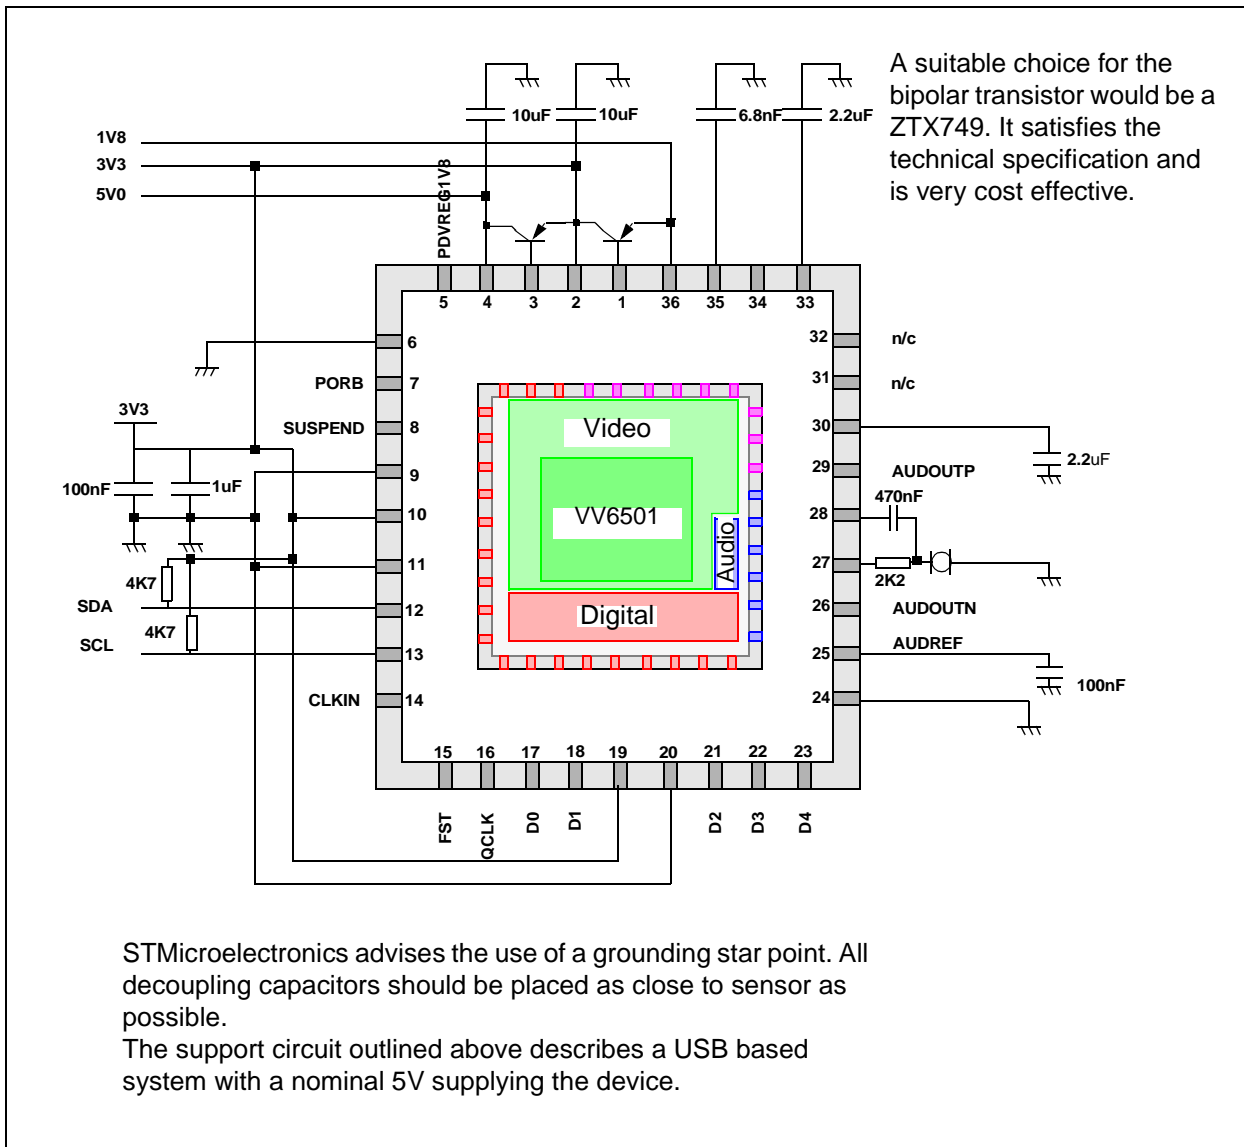 A suitable choice for the
bipolar transistor would be a
ZTX749. It satisfies the
technical specification and
is very cost effective.
10uF
10uF
6.8nF
2.2uF
1V8
3V3
5V0
PDVREG1V8
5
4
3
2
1
36
35
34
33
6
PORB
7
SUSPEND
8
9
10
11
12
13
CLKIN
14
3V3
100nF
1uF
4K7
SDA
4K7
SCL
32
n/c
31
n/c
30
2.2uF
29
AUDOUTP
470nF
28
27
2K2
26
AUDOUTN
25
AUDREF
100nF
24
Video
VV6501
Audio
Digital
15
16
17
18
19
20
21
22
23
FST
QCLK
D0
D1
D2
D3
D4
STMicroelectronics advises the use of a grounding star point. All
decoupling capacitors should be placed as close to sensor as
possible.
The support circuit outlined above describes a USB based
system with a nominal 5V supplying the device.